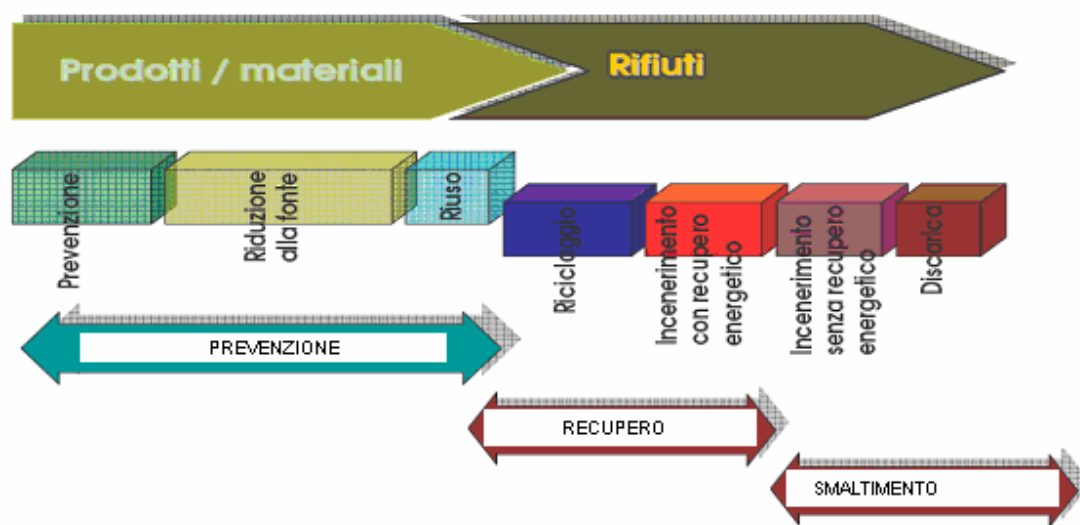 Prodotti / materiali
Rifiuti
Prevenzione
Riduzione
alla fonte
Riuso
Riciclaggio
Incenerimento
con recupero
energetico
Incenerimento
senza recupero
energetico
Discarica
PREVENZIONE
RECUPERO
SMALTIMENTO